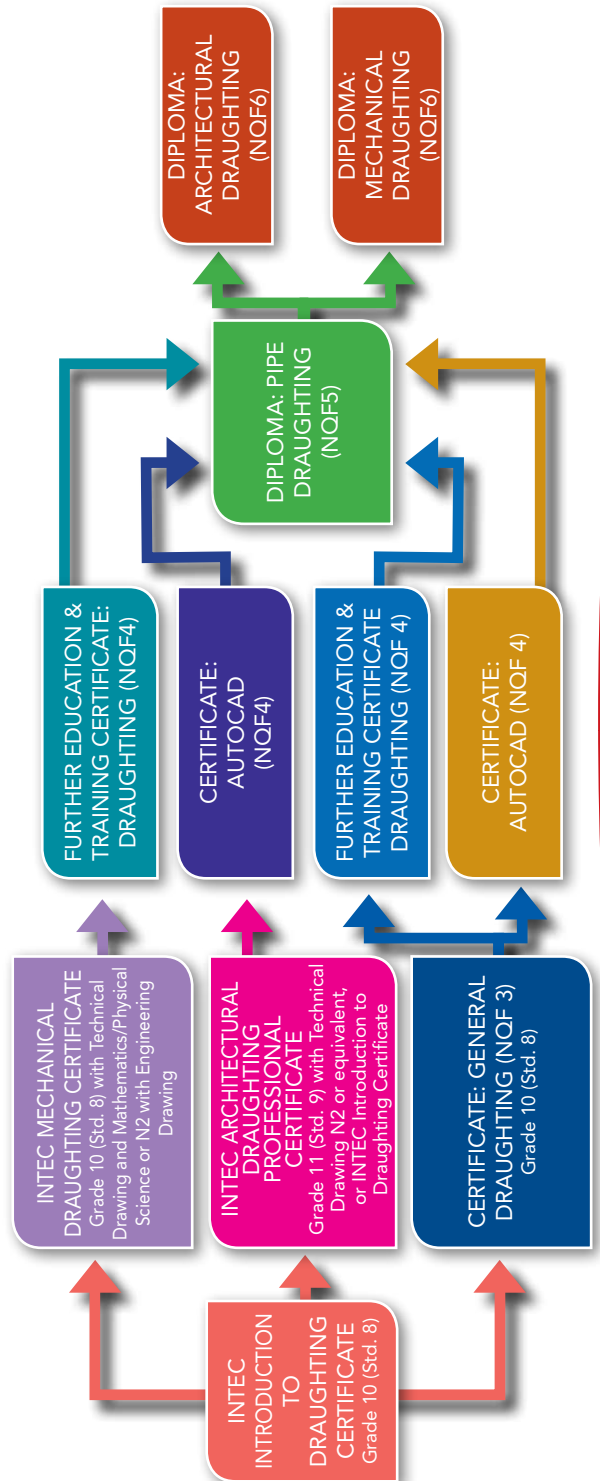 INTEC
INTRODUCTION
TO
DRAUGHTING
CERTIFICATE
Grade 10 (Std. 8)
INTEC MECHANICAL
DRAUGHTING CERTIFICATE
Grade 10 (Std. 8) with Technical
Drawing and Mathematics/Physical
Science or N2 with Engineering
Drawing
INTEC ARCHITECTURAL
DRAUGHTING
PROFESSIONAL
CERTIFICATE
Grade 11 (Std. 9) with Technical
Drawing N2 or equivalent,
or INTEC Introduction to
Draughting Certificate
CERTIFICATE: GENERAL
DRAUGHTING (NQF 3)
Grade 10 (Std. 8)
FURTHER EDUCATION &
TRAINING CERTIFICATE:
DRAUGHTING (NQF4)
CERTIFICATE:
AUTOCAD
(NQF4)
FURTHER EDUCATION &
TRAINING CERTIFICATE
DRAUGHTING (NQF 4)
CERTIFICATE:
AUTOCAD (NQF 4)
DIPLOMA: PIPE
DRAUGHTING
(NQF5)
DIPLOMA:
ARCHITECTURAL
DRAUGHTING
(NQF6)
DIPLOMA:
MECHANICAL
DRAUGHTING
(NQF6)